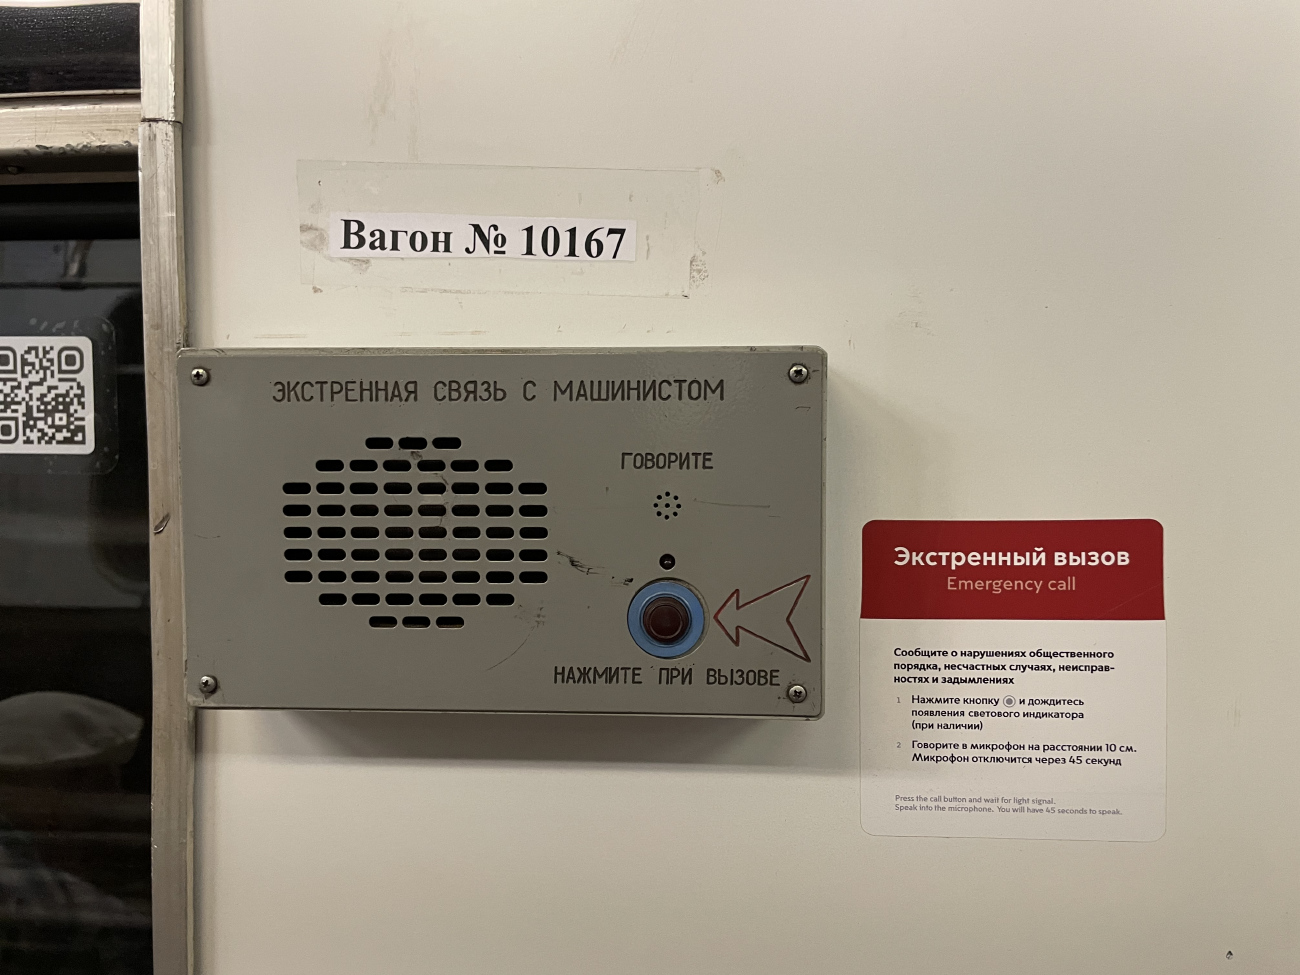 Вагон № 10167
ЭКСТРЕННАЯ СВЯЗЬ С МАШИНИСТОМ
ГОВОРИТЕ
НАЖМИТЕ ПРИ ВЫЗОВЕ
Экстренный вызов
Emergency call
Сообщите о нарушениях общественного
порядка, несчастных случаях, неисправ-
ностях и задымлениях
1 Нажмите кнопку и дождитесь
появления светового индикатора
(при наличии)
2 Говорите в микрофон на расстоянии 10 см.
Микрофон отключится через 45 секунд
Press the call button and wait for light signal.
Speak into the microphone. You will have 45 seconds to speak.